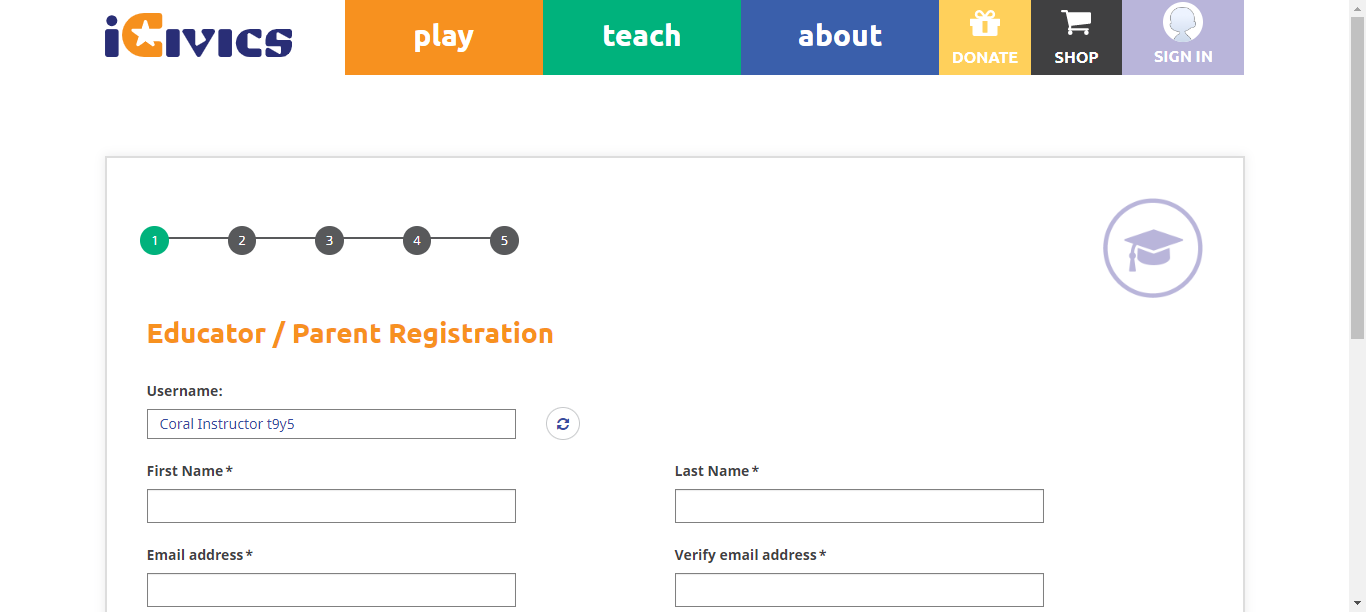 iCivics
play
teach
about
DONATE
SHOP
SIGN IN
1 2 3 4 5
Educator / Parent Registration
Username:
Coral Instructor t9y5
First Name* Last Name*
Email address* Verify email address*